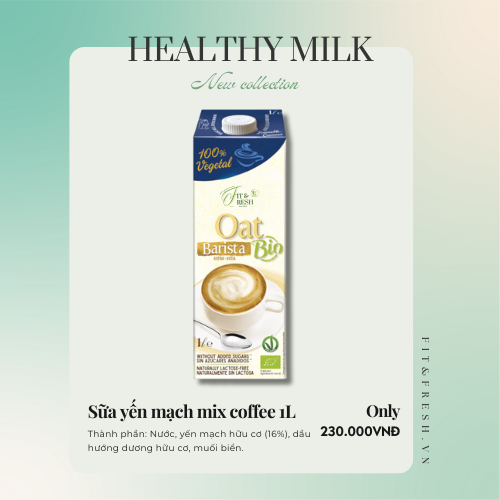 HEALTHY MILK
New collection
100%
Vegetal
FIT &
FRESH
Oat
Barista
Bio
1L e
WITHOUT ADDED SUGARS
SIN AZÚCARES AÑADIDOS
NATURALLY LACTOSE-FREE
NATURALMENTE SIN LACTOSA
Sữa yến mạch mix coffee 1L
Only
Thành phần: Nước, yến mạch hữu cơ (16%), dầu
hướng dương hữu cơ, muối biển.
230.000VNĐ
FIT&FRESH.VN